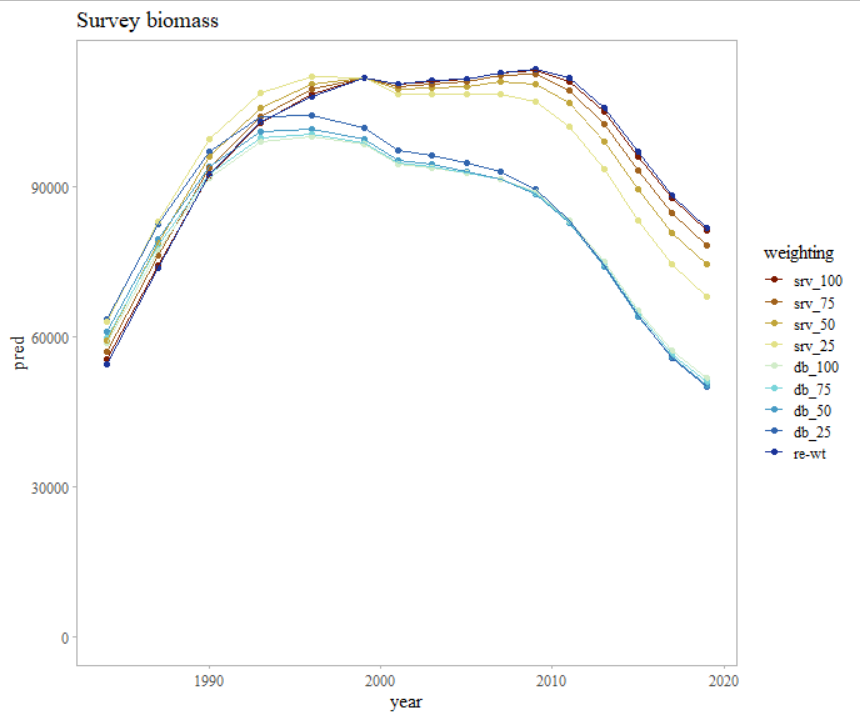 Survey biomass
pred
90000
60000
30000
0
1990
2000
2010
2020
year
weighting
srv_100
srv_75
srv_50
srv_25
db_100
db_75
db_50
db_25
re-wt